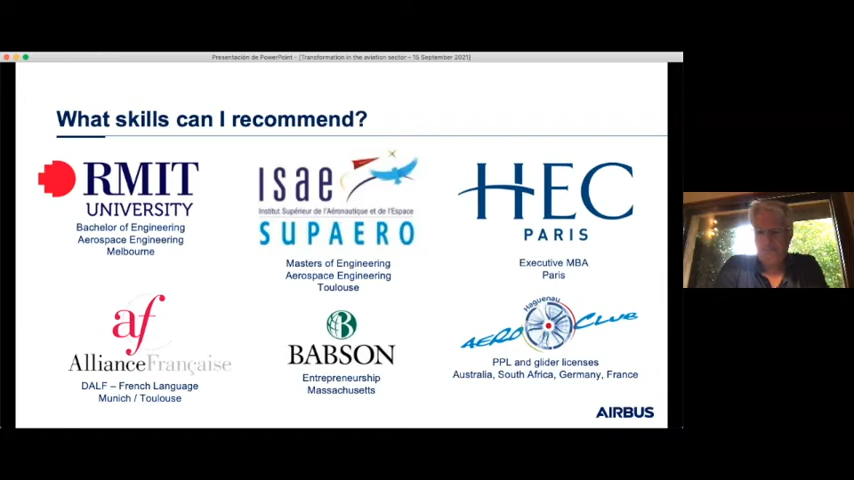 Presentación de PowerPoint - [Transformation in the aviation sector – 15 September 2021]
What skills can I recommend?
RMIT
UNIVERSITY
Bachelor of Engineering
Aerospace Engineering
Melbourne
isae
Institut Supérieur de l'Aéronautique et de l'Espace
SUPAERO
Masters of Engineering
Aerospace Engineering
Toulouse
HEC
PARIS
Executive MBA
Paris
af
AllianceFrançaise
DALF – French Language
Munich / Toulouse
BABSON
Entrepreneurship
Massachusetts
Haguenau
AERO CLUB
PPL and glider licenses
Australia, South Africa, Germany, France
AIRBUS